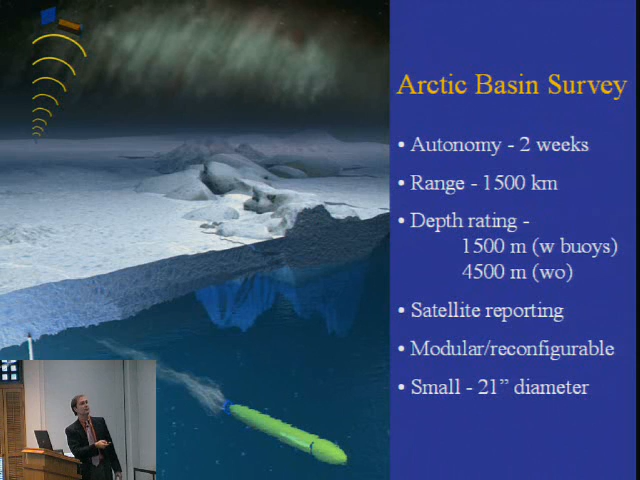 Arctic Basin Survey
• Autonomy - 2 weeks
• Range - 1500 km
• Depth rating -
1500 m (w buoys)
4500 m (wo)
• Satellite reporting
• Modular/reconfigurable
• Small - 21” diameter